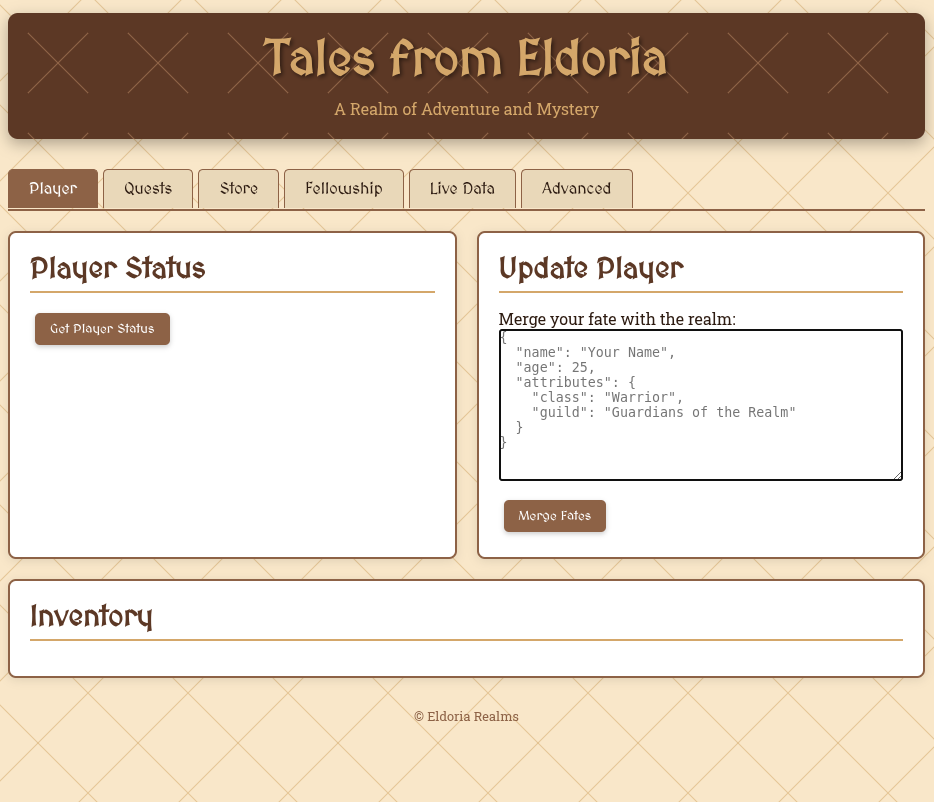 Tales from Eldoria
A Realm of Adventure and Mystery
Player
Quests
Store
Fellowship
Live Data
Advanced
Player Status
Get Player Status
Update Player
Merge your fate with the realm:
{
  "name": "Your Name",
  "age": 25,
  "attributes": {
    "class": "Warrior",
    "guild": "Guardians of the Realm"
  }
}
Merge Fates
Inventory
© Eldoria Realms